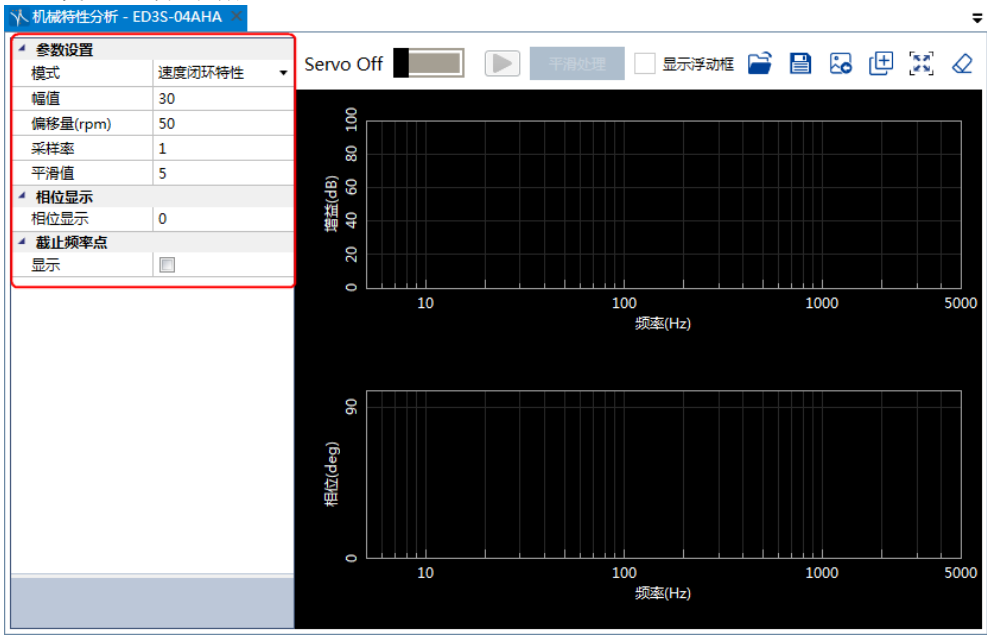 机械特性分析 - ED3S-04AHA
参数设置
模式 速度闭环特性
幅值 30
偏移量(rpm) 50
采样率 1
平滑值 5
相位显示
相位显示 0
截止频率点
显示
Servo Off 平滑处理 显示浮动框
增益(dB)
100
80
60
40
20
0
10 100 1000 5000
频率(Hz)
相位(deg)
90
0
10 100 1000 5000
频率(Hz)